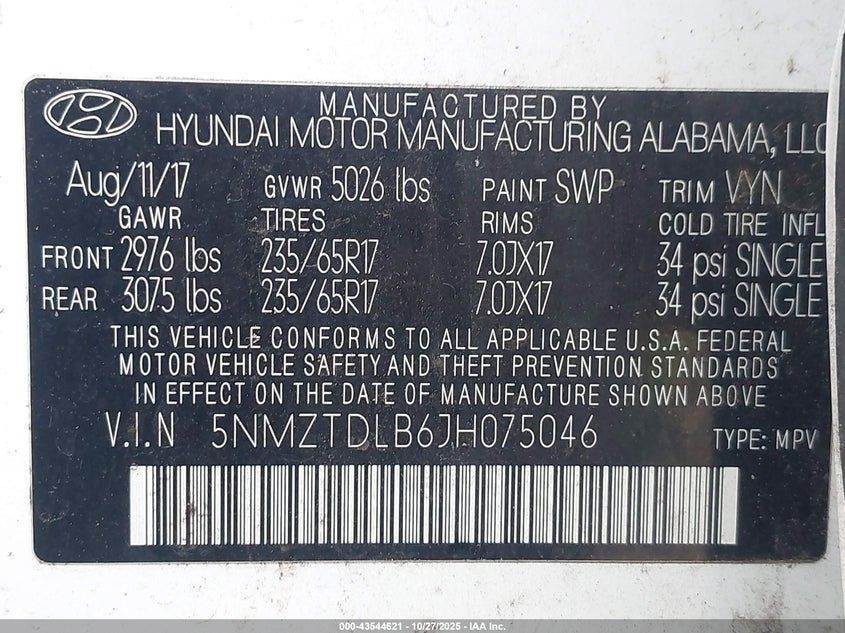 MANUFACTURED BY
HYUNDAI MOTOR MANUFACTURING ALABAMA, LLC
Aug/11/17 GVWR 5026 lbs PAINT SWP TRIM VYN
GAWR TIRES RIMS COLD TIRE INFL
FRONT 2976 lbs 235/65R17 7.0JX17 34 psi SINGLE
REAR 3075 lbs 235/65R17 7.0JX17 34 psi SINGLE
THIS VEHICLE CONFORMS TO ALL APPLICABLE U.S.A. FEDERAL
MOTOR VEHICLE SAFETY AND THEFT PREVENTION STANDARDS
IN EFFECT ON THE DATE OF MANUFACTURE SHOWN ABOVE
V.I.N 5NMZTDLB6JH075046 TYPE: MPV
000-43544621 - 10/27/2025 - IAA Inc.